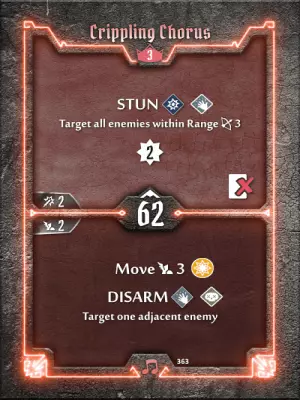 Crippling Chorus
3
STUN
Target all enemies within Range 3
2
2
62
2
Move 3
DISARM
Target one adjacent enemy
363